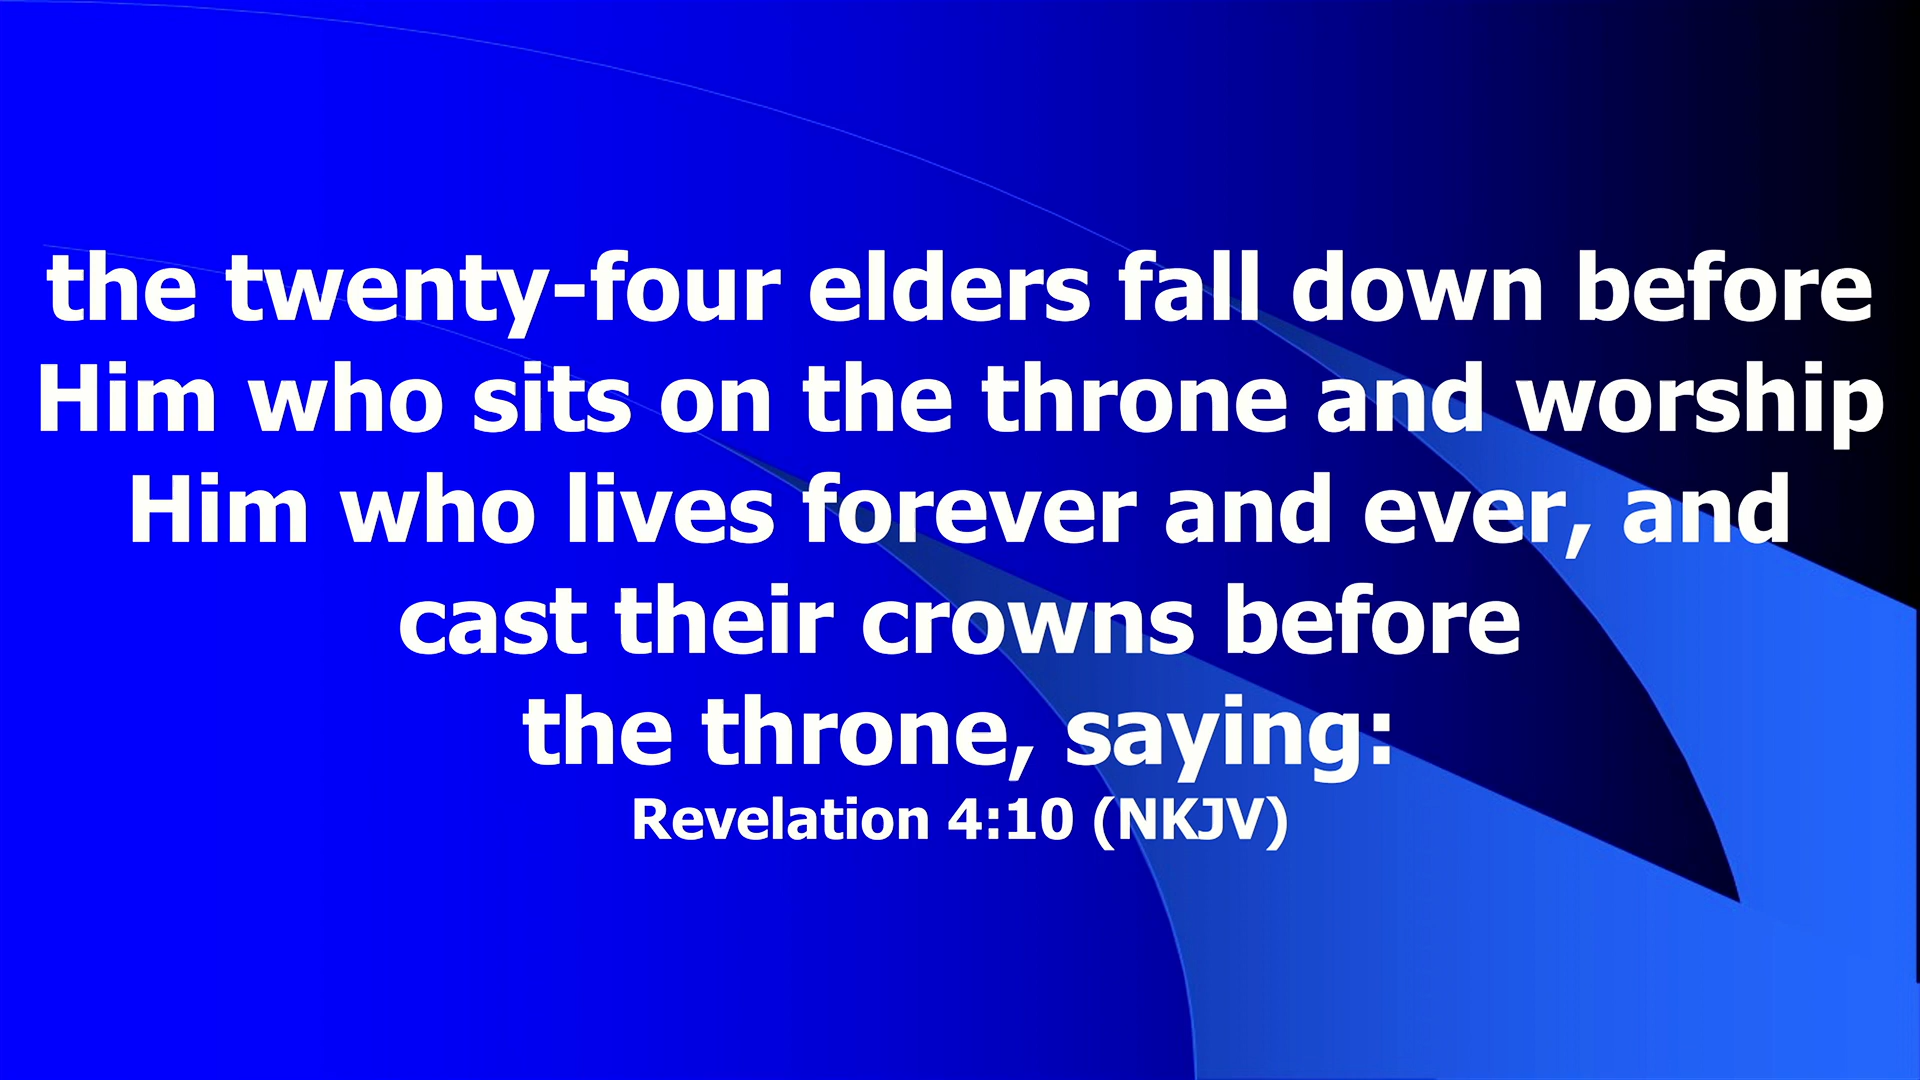 the twenty-four elders fall down before
Him who sits on the throne and worship
Him who lives forever and ever, and
cast their crowns before
the throne, saying:
Revelation 4:10 (NKJV)